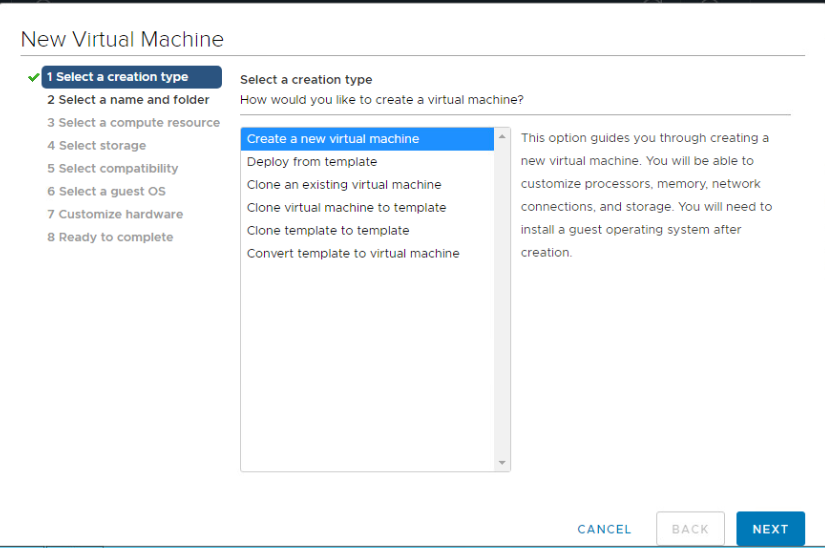 New Virtual Machine
1 Select a creation type
2 Select a name and folder
3 Select a compute resource
4 Select storage
5 Select compatibility
6 Select a guest OS
7 Customize hardware
8 Ready to complete
Select a creation type
How would you like to create a virtual machine?
Create a new virtual machine
Deploy from template
Clone an existing virtual machine
Clone virtual machine to template
Clone template to template
Convert template to virtual machine
This option guides you through creating a
new virtual machine. You will be able to
customize processors, memory, network
connections, and storage. You will need to
install a guest operating system after
creation.
CANCEL
BACK
NEXT